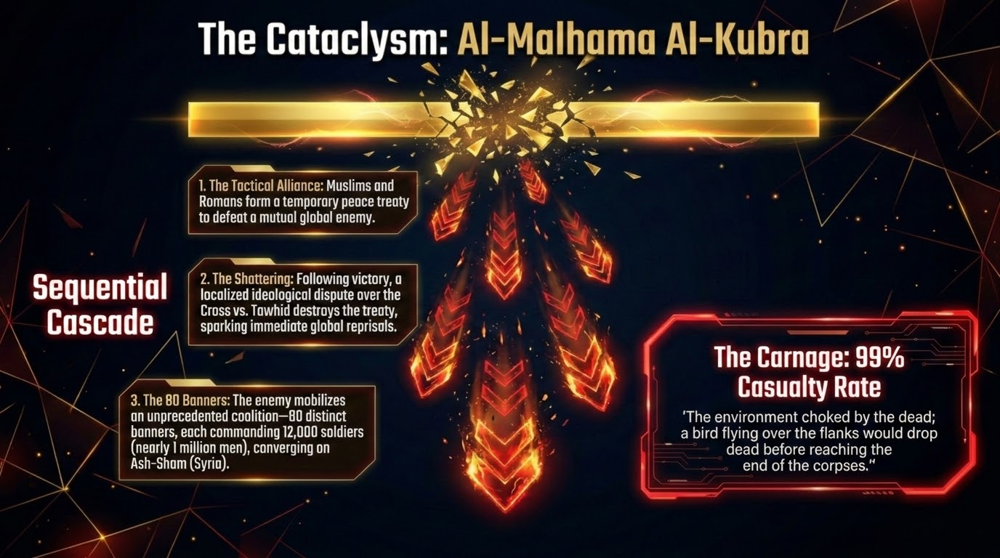 The Cataclysm: Al-Malhama Al-Kubra
1. The Tactical Alliance: Muslims and
Romans form a temporary peace treaty
to defeat a mutual global enemy.
Sequential
Cascade
2. The Shattering: Following victory, a
localized ideological dispute over the
Cross vs. Tawhid destroys the treaty,
sparking immediate global reprisals.
3. The 80 Banners: The enemy mobilizes
an unprecedented coolition—80 distinct
banners, each commanding 12,000 soldiers
(nearly 1 million men), converging on
Ash-Sham (Syria).
The Carnage: 99%
Casualty Rate
'The environment choked by the dead;
a bird flying over the flanks would drop
dead before reaching the
end of the corpses."